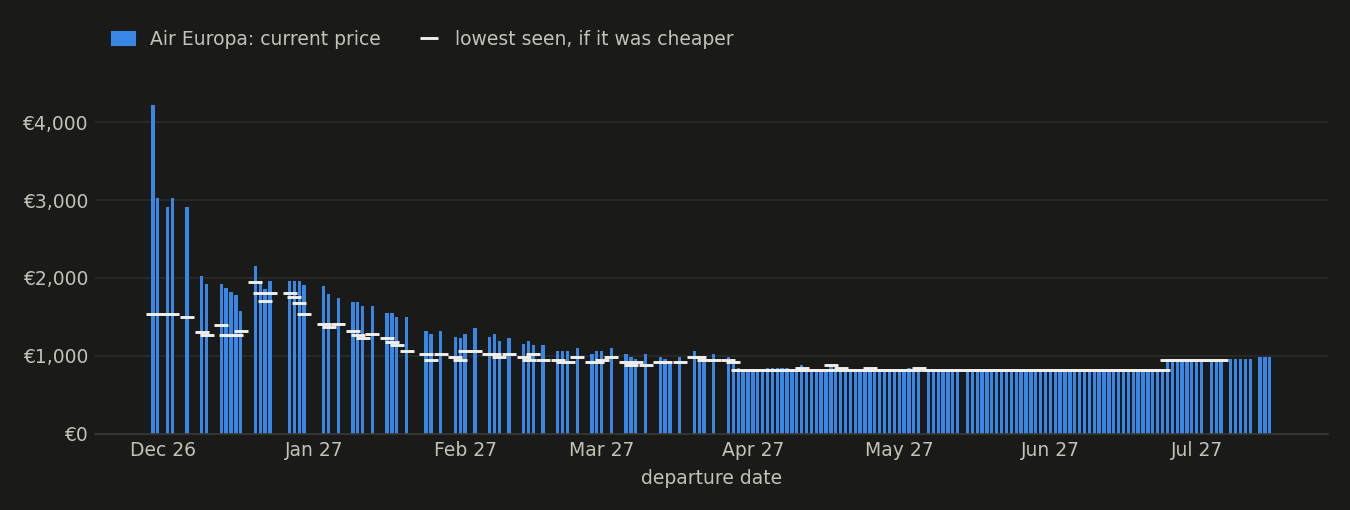 Air Europa: current price
lowest seen, if it was cheaper
€4,000
€3,000
€2,000
€1,000
€0
Dec 26
Jan 27
Feb 27
Mar 27
Apr 27
May 27
Jun 27
Jul 27
departure date